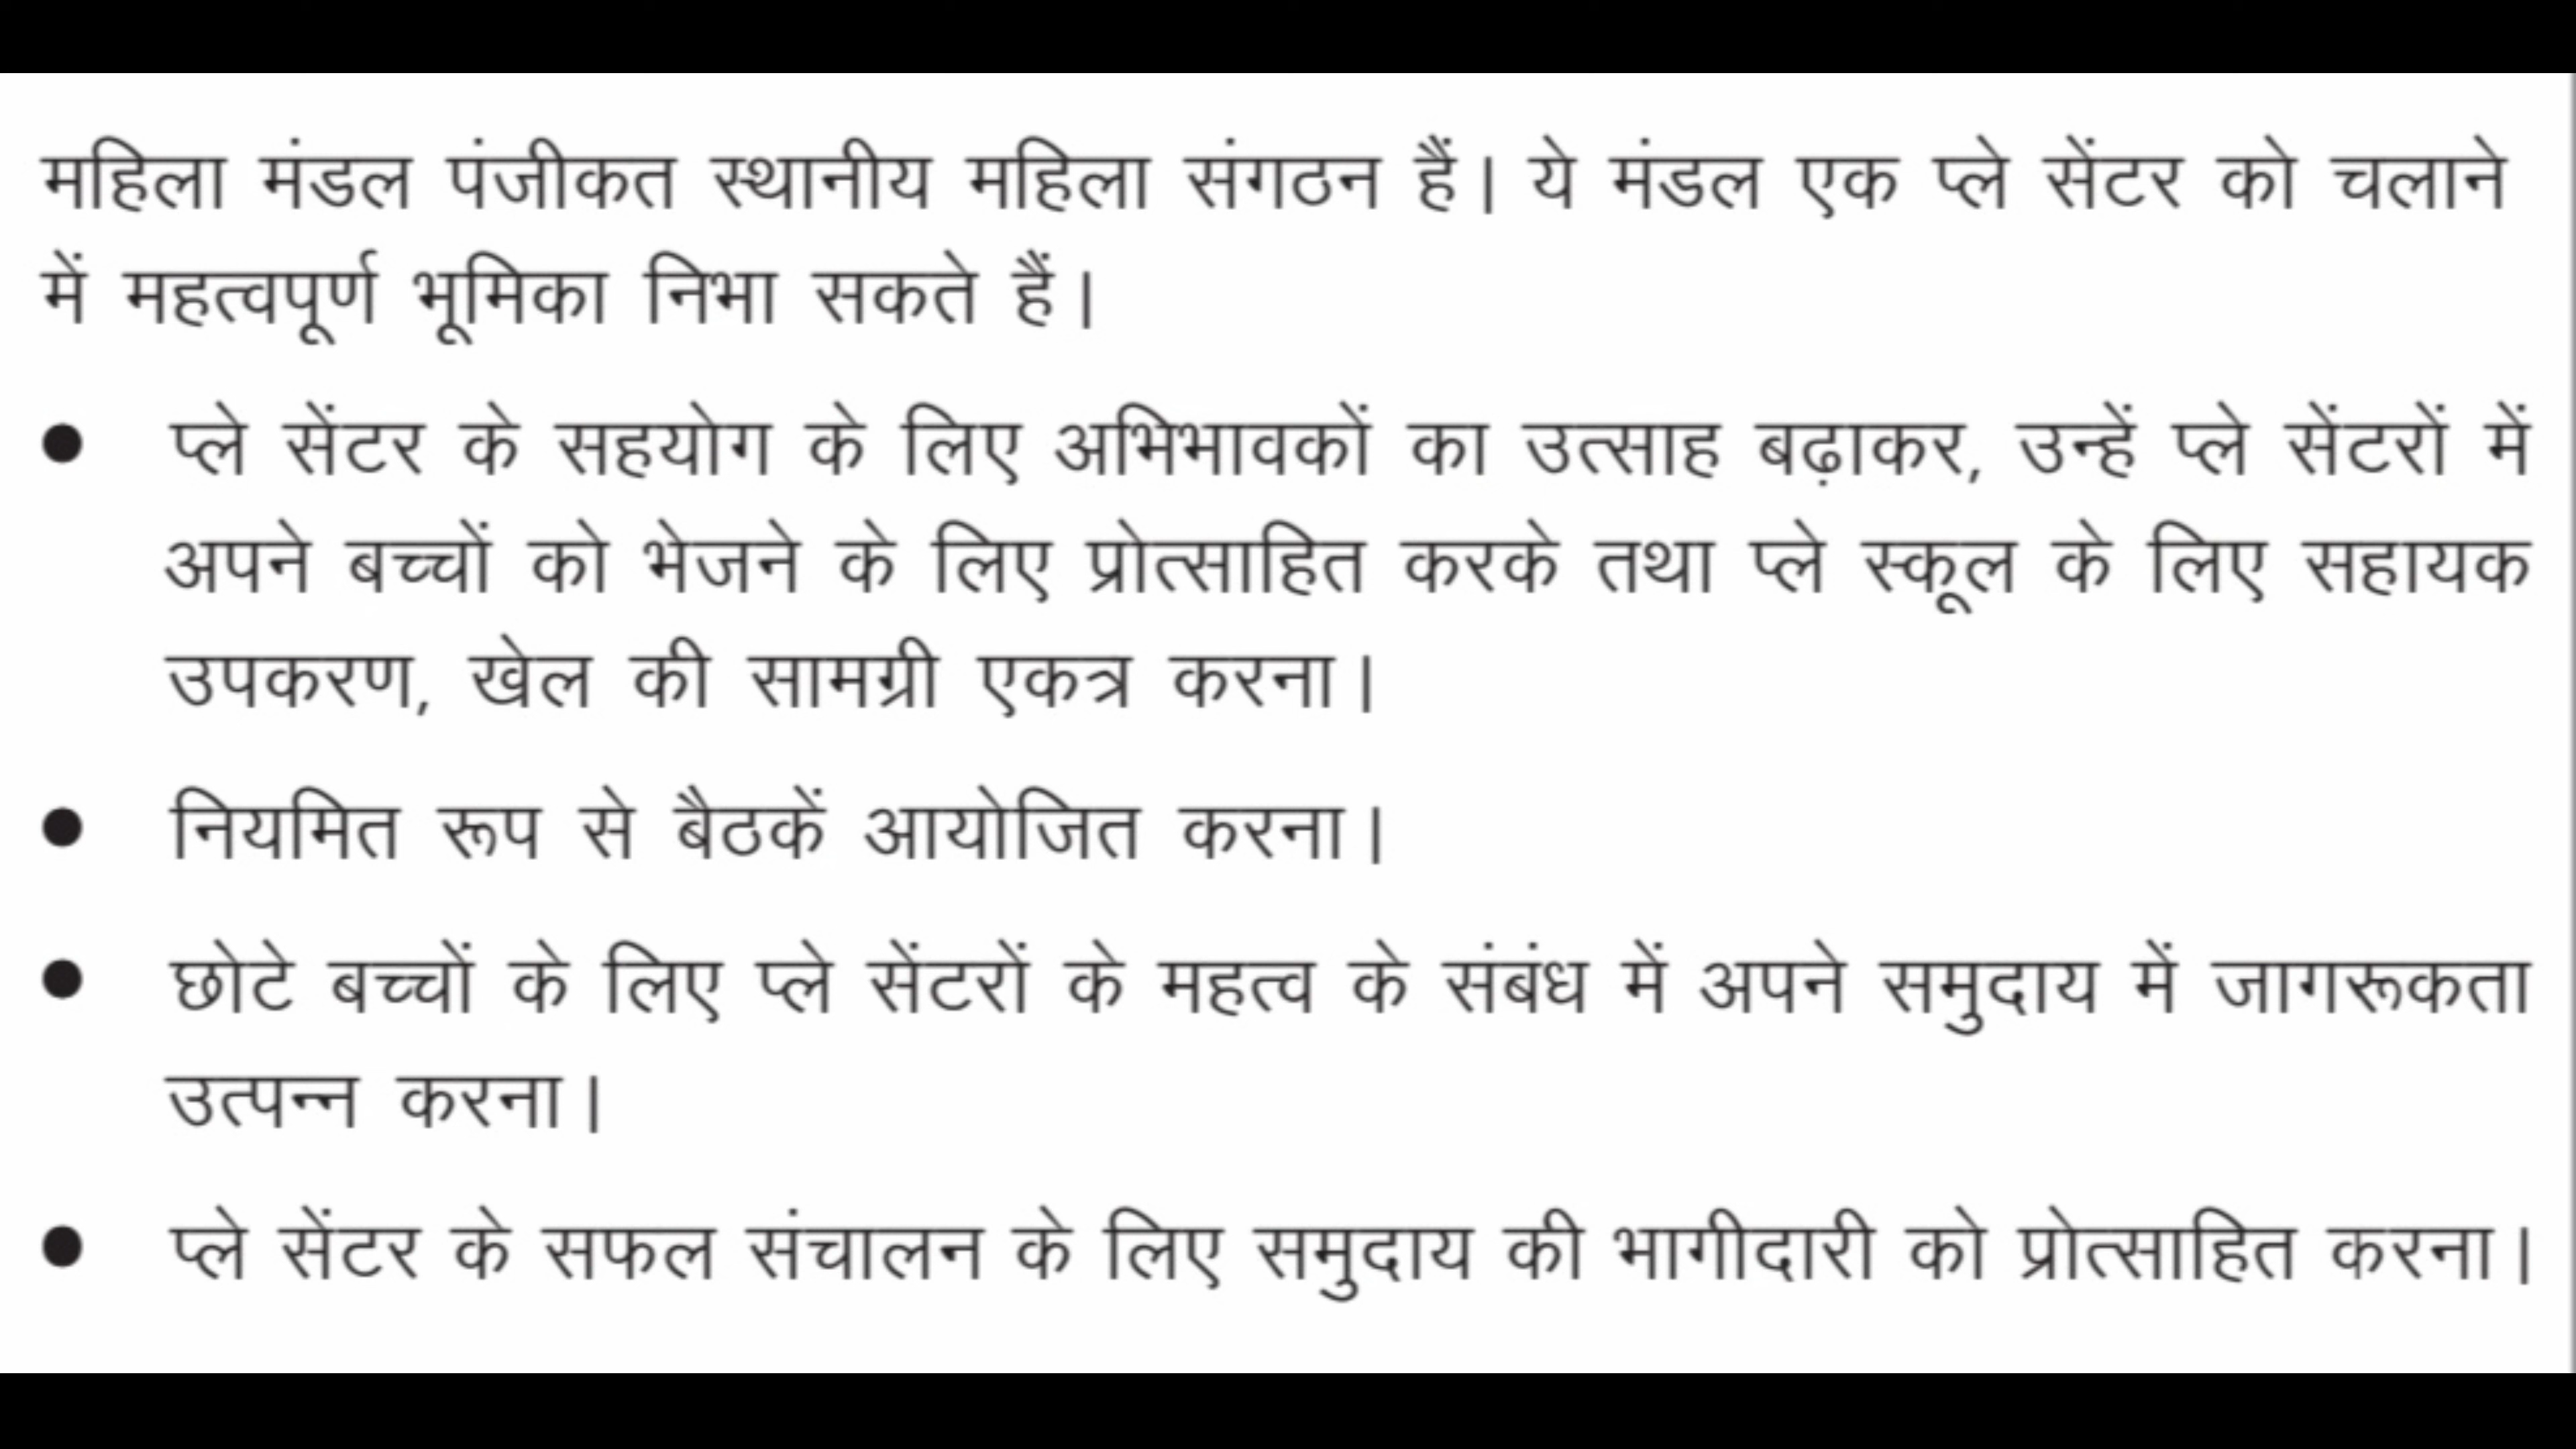 महिला मंडल पंजीकत स्थानीय महिला संगठन हैं। ये मंडल एक प्ले सेंटर को चलाने
में महत्वपूर्ण भूमिका निभा सकते हैं।
● प्ले सेंटर के सहयोग के लिए अभिभावकों का उत्साह बढ़ाकर, उन्हें प्ले सेंटरों में
अपने बच्चों को भेजने के लिए प्रोत्साहित करके तथा प्ले स्कूल के लिए सहायक
उपकरण, खेल की सामग्री एकत्र करना।
● नियमित रूप से बैठकें आयोजित करना।
● छोटे बच्चों के लिए प्ले सेंटरों के महत्व के संबंध में अपने समुदाय में जागरूकता
उत्पन्न करना।
● प्ले सेंटर के सफल संचालन के लिए समुदाय की भागीदारी को प्रोत्साहित करना।